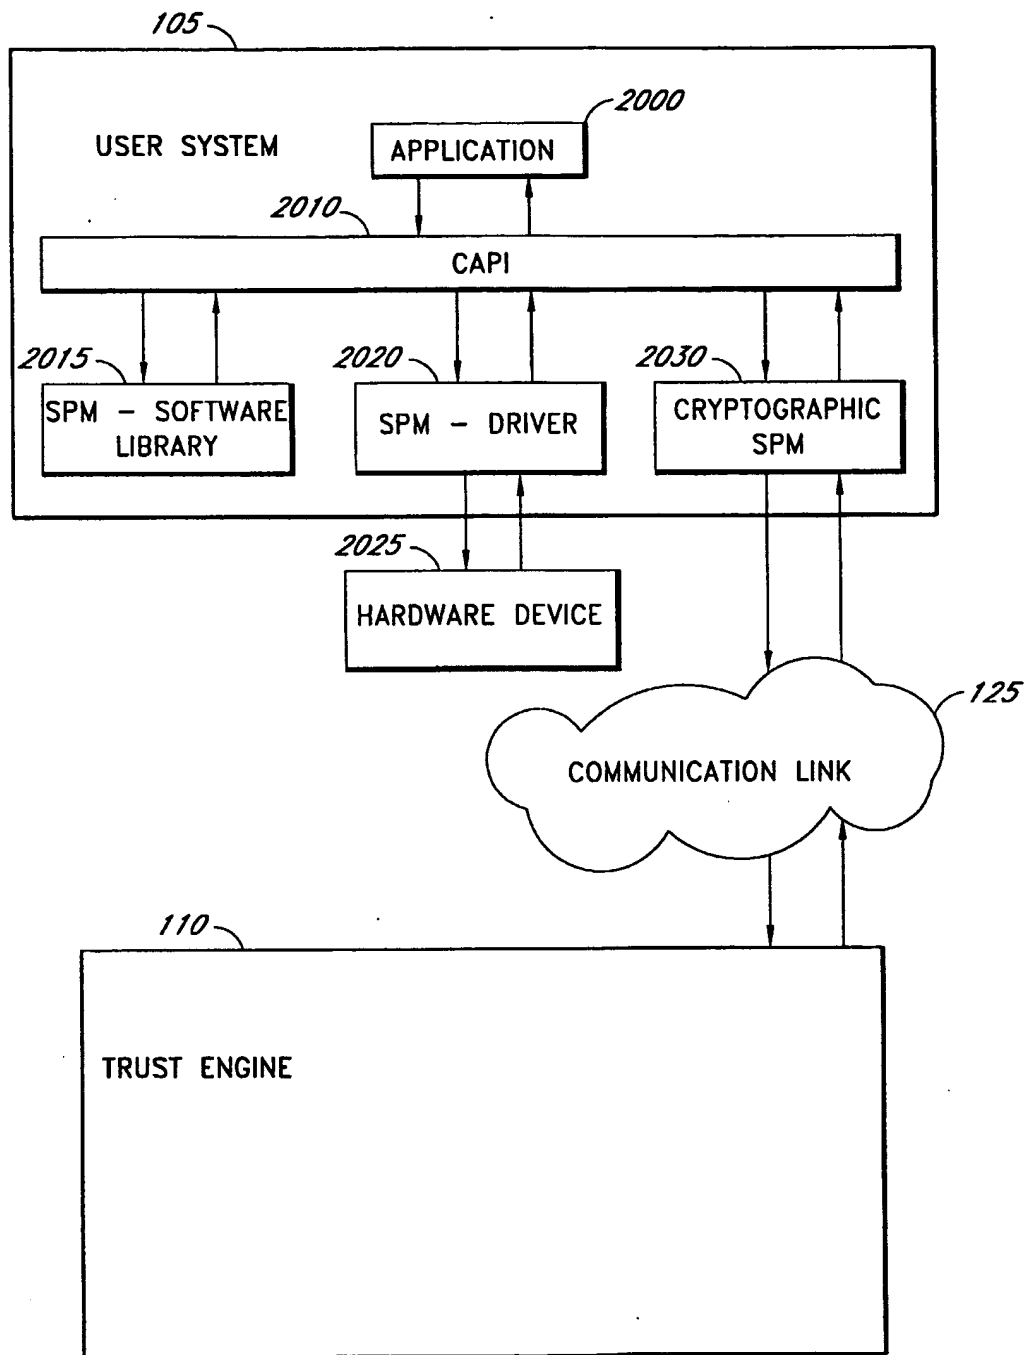 105
USER SYSTEM
2000
APPLICATION
2010
CAPI
2015
SPM - SOFTWARE
LIBRARY
2020
SPM - DRIVER
2030
CRYPTOGRAPHIC
SPM
2025
HARDWARE DEVICE
125
COMMUNICATION LINK
110
TRUST ENGINE